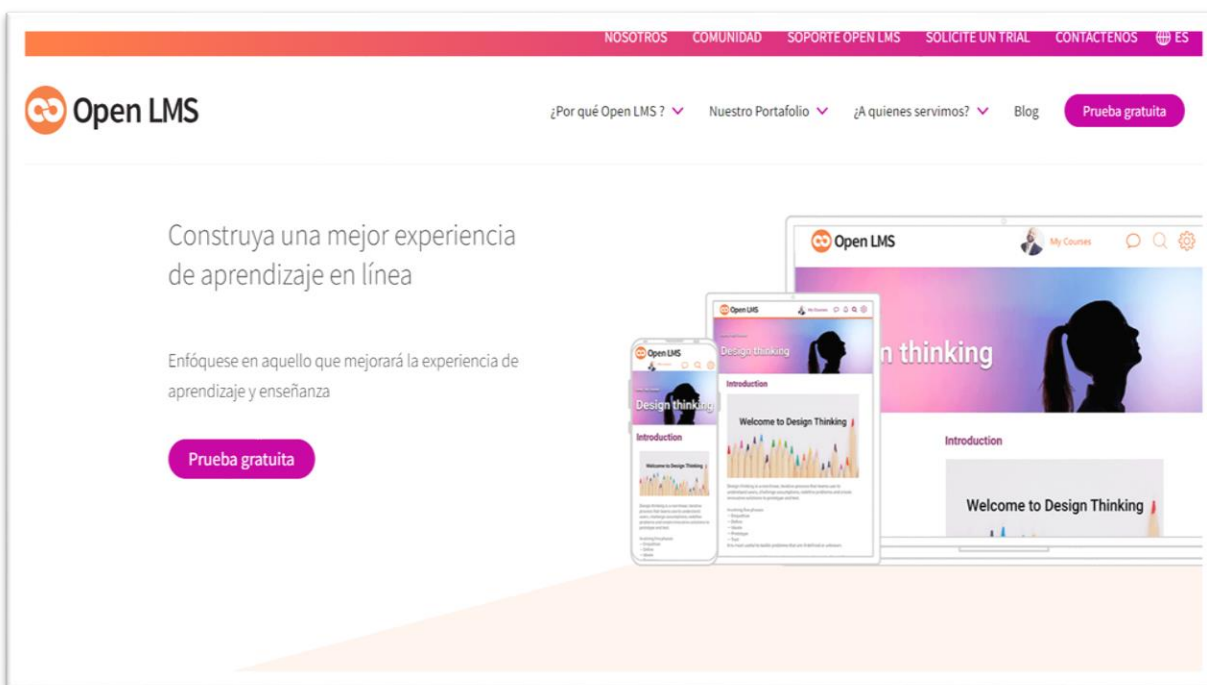 NOSOTROS COMUNIDAD SOPORTE OPEN LMS SOLICITE UN TRIAL CONTÁCTENOS ES
Open LMS
¿Por qué Open LMS ? Nuestro Portafolio ¿A quienes servimos? Blog Prueba gratuita
Construya una mejor experiencia
de aprendizaje en línea
Enfóquese en aquello que mejorará la experiencia de
aprendizaje y enseñanza
Prueba gratuita
Open LMS My Courses
n thinking
Introduction
Welcome to Design Thinking
Open LMS My Courses
Design thinking
Introduction
Welcome to Design Thinking
Open LMS
Design thinking
Introduction
Welcome to Design Thinking